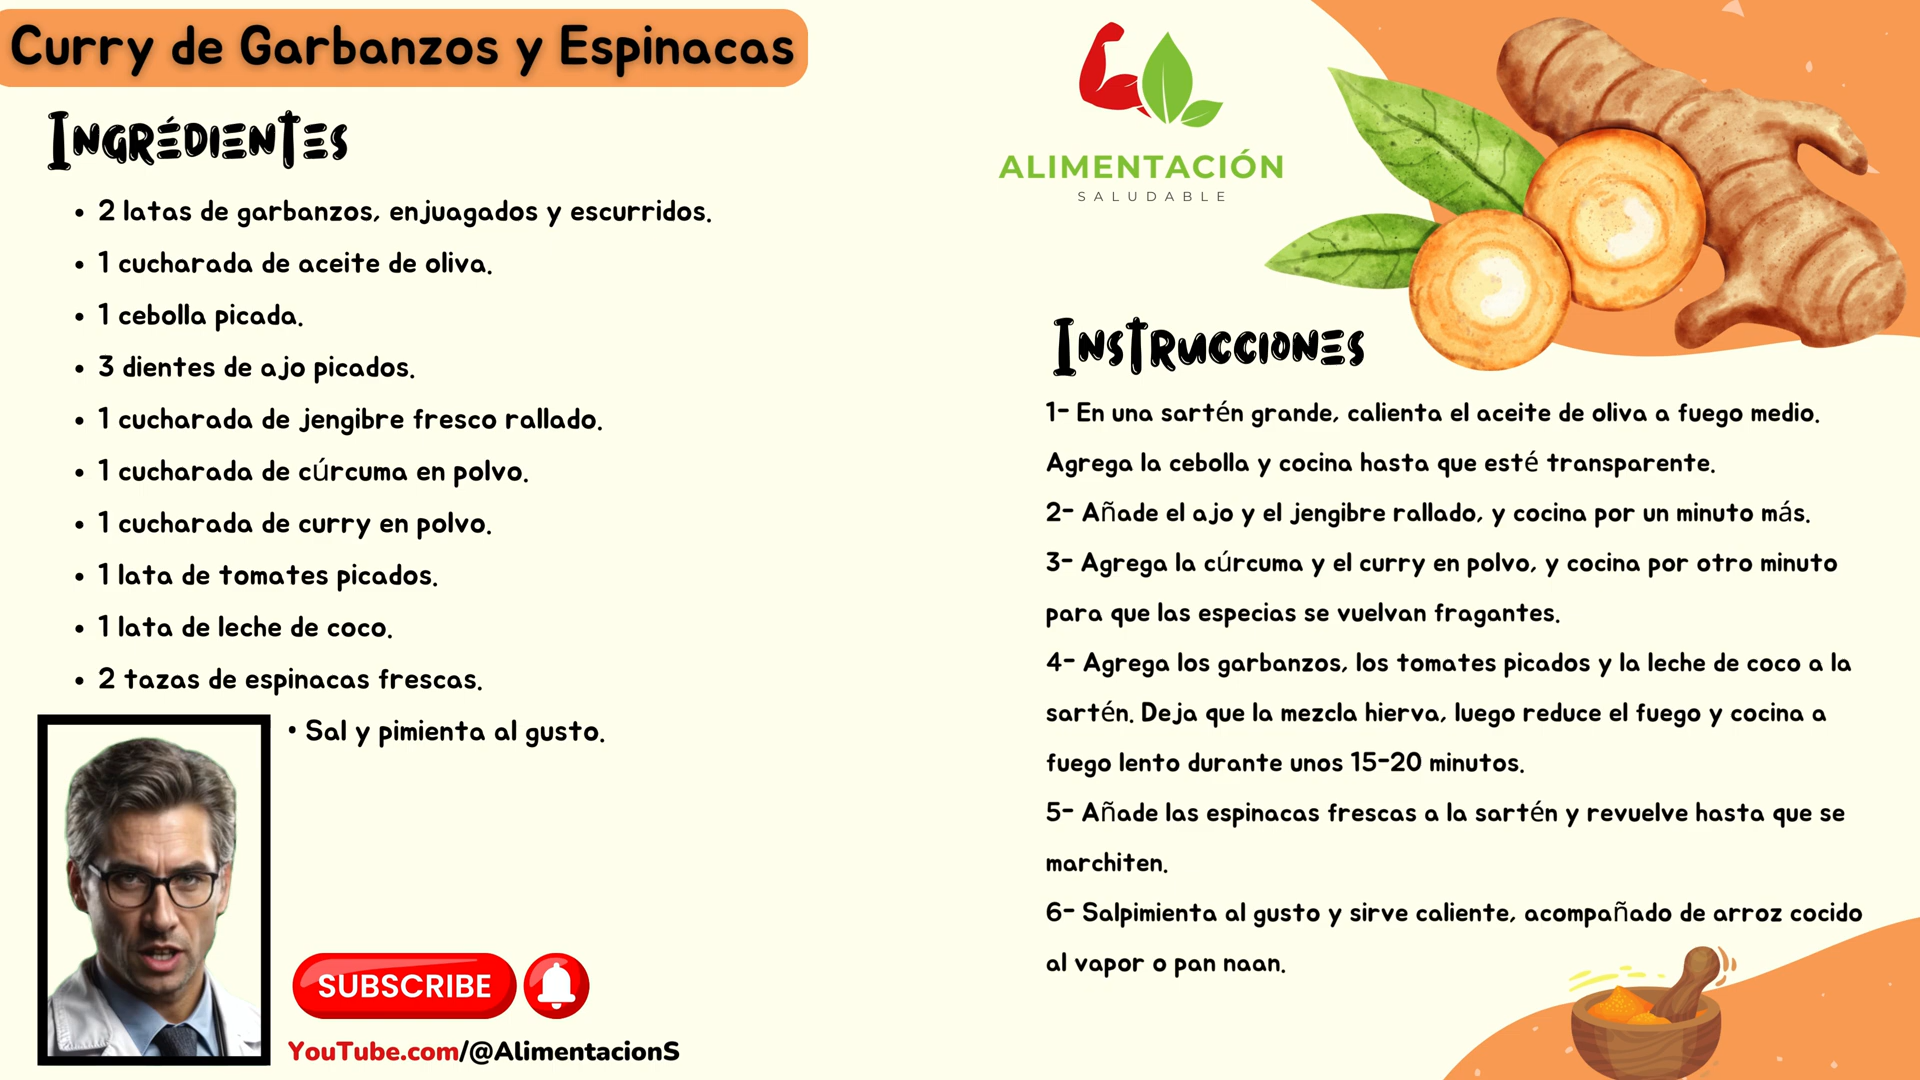 Curry de Garbanzos y Espinacas
INGRÉDIENTES
• 2 latas de garbanzos, enjuagados y escurridos.
• 1 cucharada de aceite de oliva.
• 1 cebolla picada.
• 3 dientes de ajo picados.
• 1 cucharada de jengibre fresco rallado.
• 1 cucharada de cúrcuma en polvo.
• 1 cucharada de curry en polvo.
• 1 lata de tomates picados.
• 1 lata de leche de coco.
• 2 tazas de espinacas frescas.
• Sal y pimienta al gusto.
SUBSCRIBE
YouTube.com/@AlimentacionS
ALIMENTACIÓN
SALUDABLE
INSTRUCCIONES
1- En una sartén grande, calienta el aceite de oliva a fuego medio.
Agrega la cebolla y cocina hasta que esté transparente.
2- Añade el ajo y el jengibre rallado, y cocina por un minuto más.
3- Agrega la cúrcuma y el curry en polvo, y cocina por otro minuto
para que las especias se vuelvan fragantes.
4- Agrega los garbanzos, los tomates picados y la leche de coco a la
sartén. Deja que la mezcla hierva, luego reduce el fuego y cocina a
fuego lento durante unos 15-20 minutos.
5- Añade las espinacas frescas a la sartén y revuelve hasta que se
marchiten.
6- Salpimienta al gusto y sirve caliente, acompañado de arroz cocido
al vapor o pan naan.